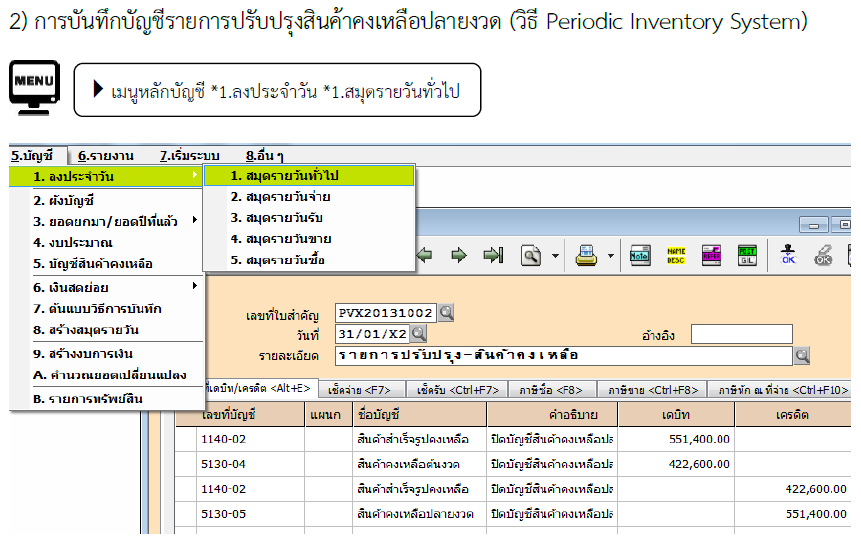 2) การบันทึกบัญชีรายการปรับปรุงสินค้าคงเหลือปลายงวด (วิธี Periodic Inventory System)
MENU
เมนูหลักบัญชี *1.ลงประจำวัน *1.สมุดรายวันทั่วไป
5.บัญชี 6.รายงาน 7.เริ่มระบบ 8.อื่น ๆ
1. ลงประจำวัน
2. ผังบัญชี
3. ยอดยกมา/ยอดปีที่แล้ว
4. งบประมาณ
5. บัญชีสินค้าคงเหลือ
6. เงินสดย่อย
7. ต้นแบบวิธีการบันทึก
8. สร้างสมุดรายวัน
9. สร้างงบการเงิน
A. คำนวณยอดเปลี่ยนแปลง
B. รายการทรัพย์สิน
1. สมุดรายวันทั่วไป
2. สมุดรายวันจ่าย
3. สมุดรายวันรับ
4. สมุดรายวันขาย
5. สมุดรายวันซื้อ
Note NAME DESC POST G/L OK OK
เลขที่ใบสำคัญ PVX20131002
วันที่ 31/01/X2 อ้างอิง
รายละเอียด รายการปรับปรุง-สินค้าคงเหลือ
ที่เดบิท/เครดิต <Alt+E> เช็คจ่าย <F7> เช็ครับ <Ctrl+F7> ภาษีซื้อ <F8> ภาษีขาย <Ctrl+F8> ภาษีหัก ณ ที่จ่าย <Ctrl+F10>
เลขที่บัญชี แผนก ชื่อบัญชี คำอธิบาย เดบิท เครดิต
1140-02 สินค้าสำเร็จรูปคงเหลือ ปิดบัญชีสินค้าคงเหลือปล 551,400.00
5130-04 สินค้าคงเหลือต้นงวด ปิดบัญชีสินค้าคงเหลือปล 422,600.00
1140-02 สินค้าสำเร็จรูปคงเหลือ ปิดบัญชีสินค้าคงเหลือปล 422,600.00
5130-05 สินค้าคงเหลือปลายงวด ปิดบัญชีสินค้าคงเหลือปล 551,400.00